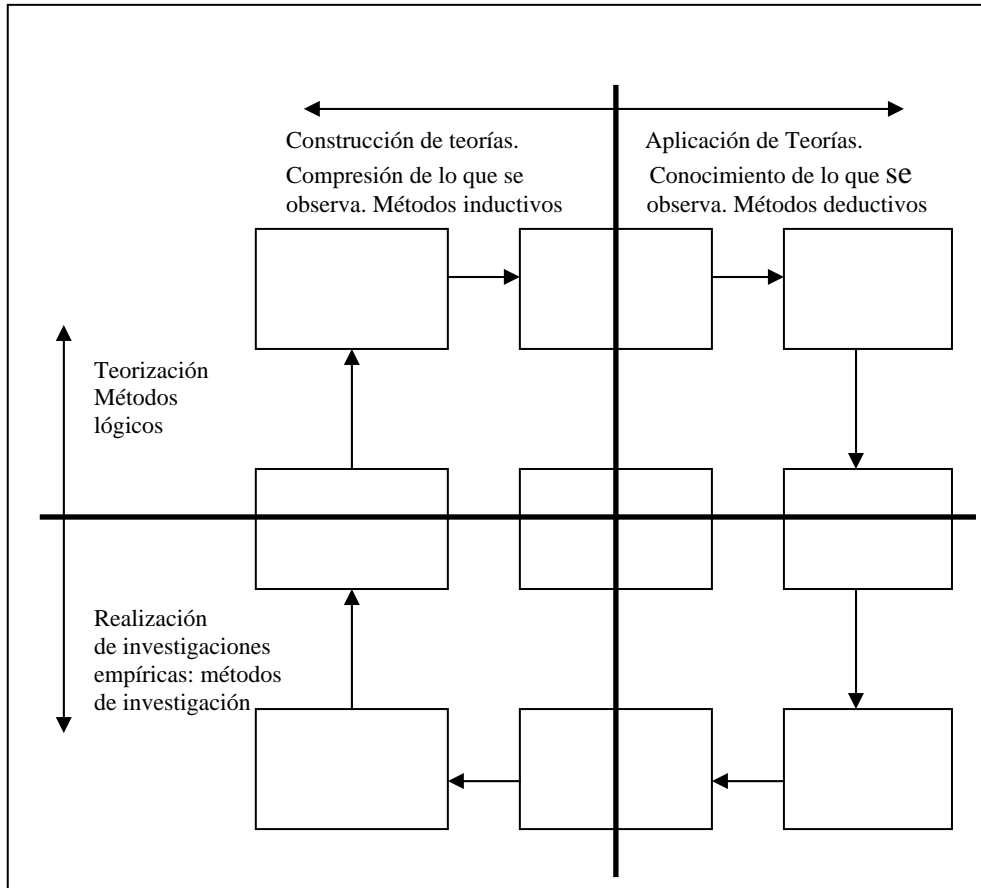 Construcción de teorías.
Compresión de lo que se
observa. Métodos inductivos
Aplicación de Teorías.
Conocimiento de lo que se
observa. Métodos deductivos
Teorización
Métodos
lógicos
Realización
de investigaciones
empíricas: métodos
de investigación